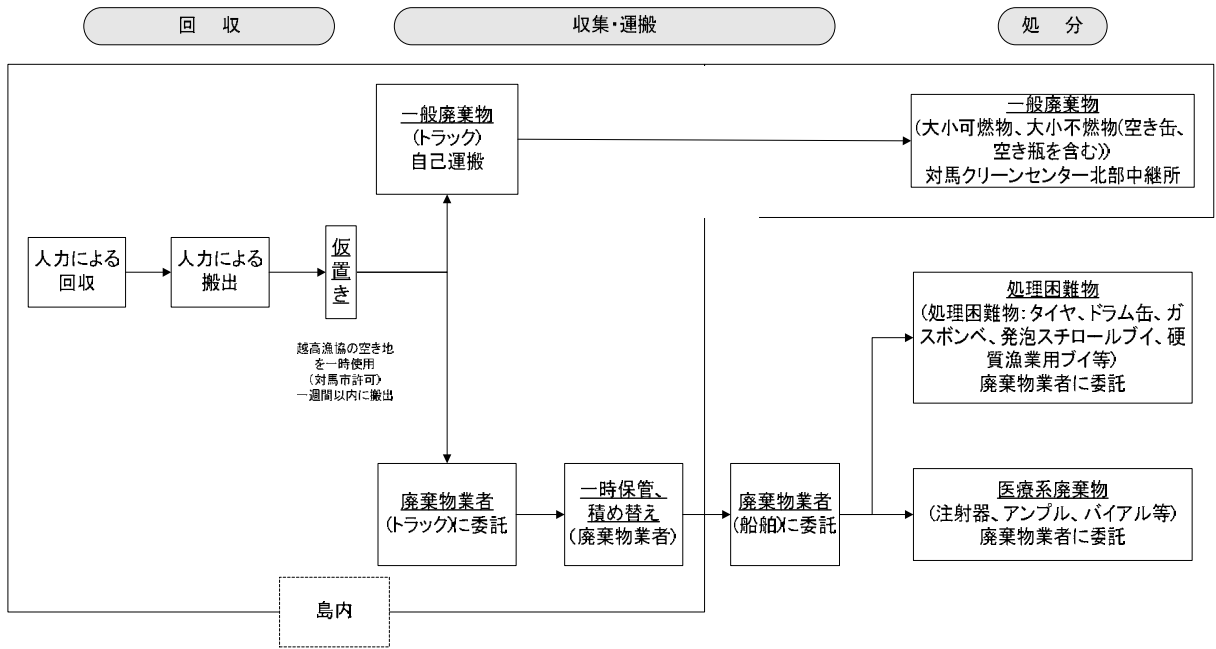 回 収
収集・運搬
処 分
一般廃棄物
(トラック)
自己運搬
一般廃棄物
(大小可燃物、大小不燃物(空き缶、
空き瓶を含む))
対馬クリーンセンター北部中継所
人力による
回収
人力による
搬出
仮
置
き
越高漁協の空き地
を一時使用
(対馬市許可)
一週間以内に搬出
処理困難物
(処理困難物:タイヤ、ドラム缶、ガ
スボンベ、発泡スチロールブイ、硬
質漁業用ブイ等)
廃棄物業者に委託
廃棄物業者
(トラック)に委託
一時保管、
積め替え
(廃棄物業者)
廃棄物業者
(船舶)に委託
医療系廃棄物
(注射器、アンプル、バイアル等)
廃棄物業者に委託
島内